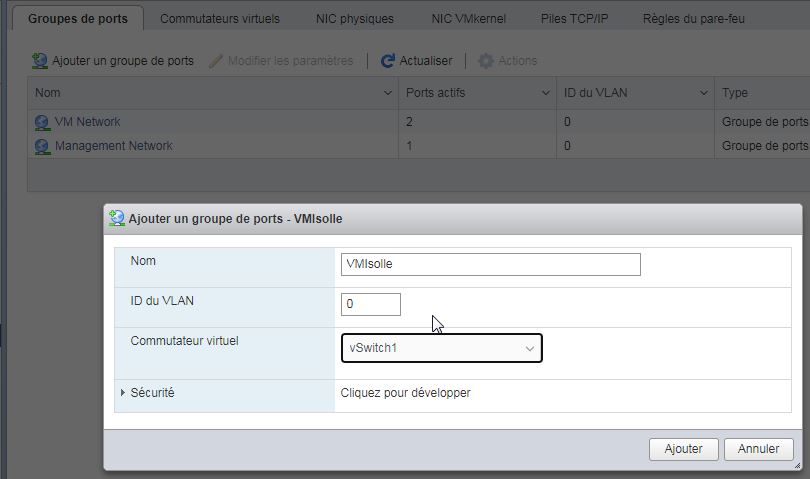 Groupes de ports Commutateurs virtuels NIC physiques NIC VMkernel Piles TCP/IP Règles du pare-feu
Ajouter un groupe de ports Modifier les paramètres Actualiser Actions
Nom Ports actifs ID du VLAN Type
VM Network 2 0 Groupe de ports
Management Network 1 0 Groupe de ports
Ajouter un groupe de ports - VMIsolle
Nom VMIsolle
ID du VLAN 0
Commutateur virtuel vSwitch1
Sécurité Cliquez pour développer
Ajouter Annuler